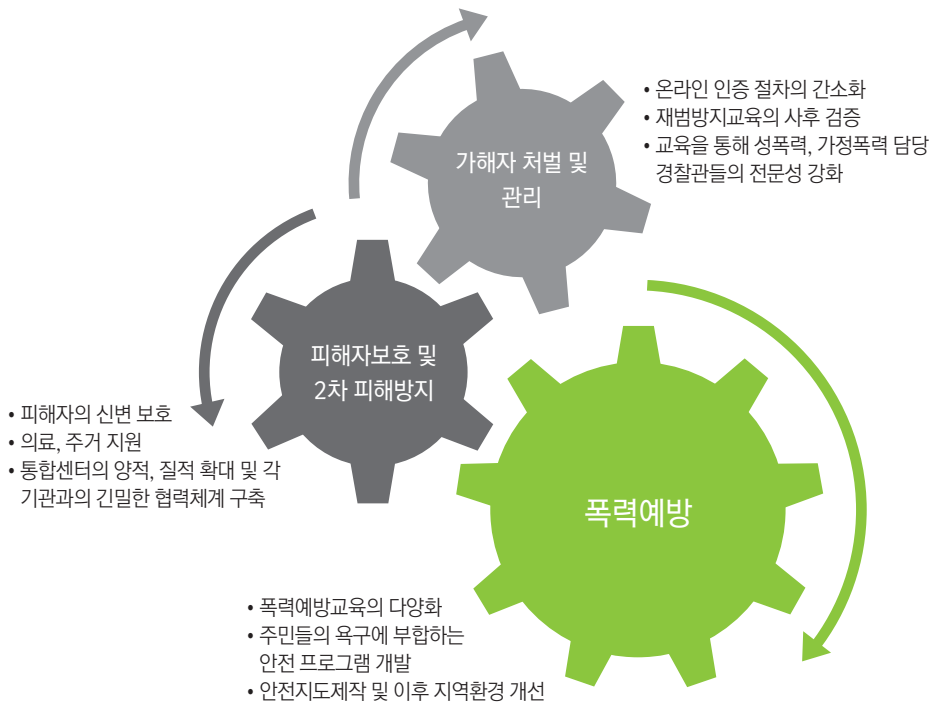 가해자 처벌 및
관리
• 온라인 인증 절차의 간소화
• 재범방지교육의 사후 검증
• 교육을 통해 성폭력, 가정폭력 담당
경찰관들의 전문성 강화
피해자보호 및
2차 피해방지
• 피해자의 신변 보호
• 의료, 주거 지원
• 통합센터의 양적, 질적 확대 및 각
기관과의 긴밀한 협력체계 구축
폭력예방
• 폭력예방교육의 다양화
• 주민들의 욕구에 부합하는
안전 프로그램 개발
• 안전지도제작 및 이후 지역환경 개선